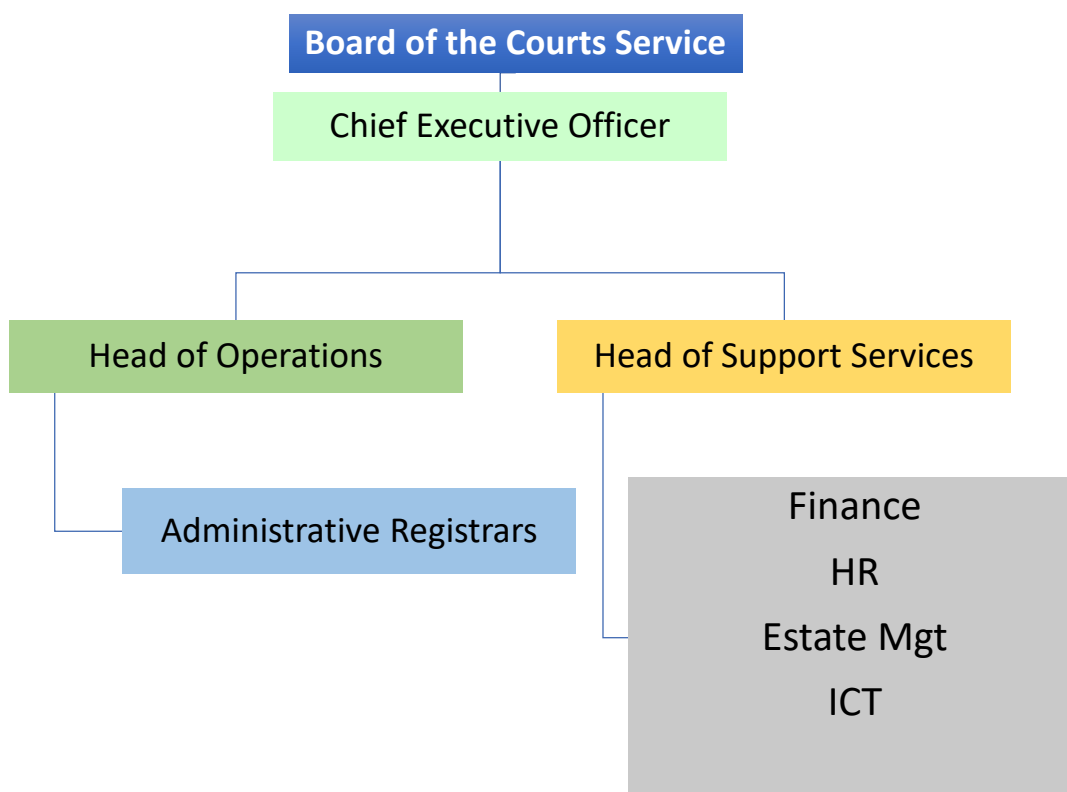 Board of the Courts Service
Chief Executive Officer
Head of Operations
Head of Support Services
Administrative Registrars
Finance
HR
Estate Mgt
ICT